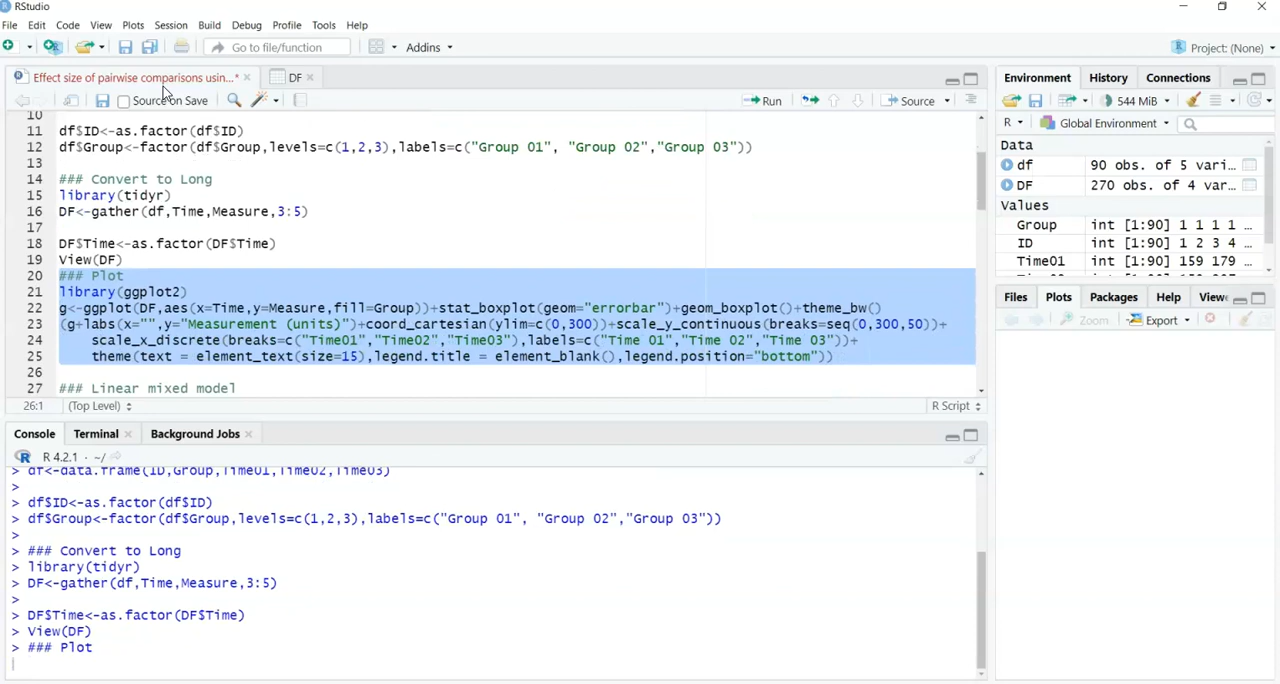 RStudio
File Edit Code View Plots Session Build Debug Profile Tools Help
Go to file/function Addins Project: (None)
Effect size of pairwise comparisons usin...* DF
Source on Save Run Source
10
11 df$ID<-as.factor(df$ID)
12 df$Group<-factor(df$Group,levels=c(1,2,3),labels=c("Group 01", "Group 02","Group 03"))
13
14 ### Convert to Long
15 library(tidyr)
16 DF<-gather(df,Time,Measure,3:5)
17
18 DF$Time<-as.factor(DF$Time)
19 View(DF)
20 ### Plot
21 library(ggplot2)
22 g<-ggplot(DF,aes(x=Time,y=Measure,fill=Group))+stat_boxplot(geom="errorbar")+geom_boxplot()+theme_bw()
23 (g+labs(x="",y="Measurement (units)")+coord_cartesian(ylim=c(0,300))+scale_y_continuous(breaks=seq(0,300,50))+
24 scale_x_discrete(breaks=c("Time01","Time02","Time03"),labels=c("Time 01","Time 02","Time 03"))+
25 theme(text = element_text(size=15),legend.title = element_blank(),legend.position="bottom"))
26
27 ### Linear mixed model
26:1 (Top Level) R Script
Console Terminal Background Jobs
R 4.2.1 · ~/
> df<-data.frame(ID,Group,Time01,Time02,Time03)
>
> df$ID<-as.factor(df$ID)
> df$Group<-factor(df$Group,levels=c(1,2,3),labels=c("Group 01", "Group 02","Group 03"))
>
> ### Convert to Long
> library(tidyr)
> DF<-gather(df,Time,Measure,3:5)
>
> DF$Time<-as.factor(DF$Time)
> View(DF)
> ### Plot
Environment History Connections
544 MiB
R Global Environment
Data
df 90 obs. of 5 vari...
DF 270 obs. of 4 var...
Values
Group int [1:90] 1 1 1 1 ...
ID int [1:90] 1 2 3 4 ...
Time01 int [1:90] 159 179 ...
Files Plots Packages Help View
Zoom Export